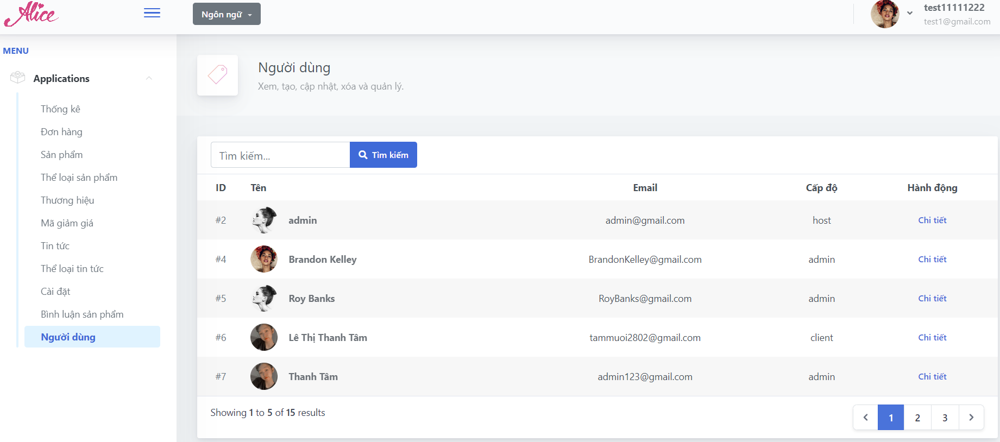 Alice
Ngôn ngữ
test11111222
test1@gmail.com
MENU
Applications
Thống kê
Đơn hàng
Sản phẩm
Thể loại sản phẩm
Thương hiệu
Mã giảm giá
Tin tức
Thể loại tin tức
Cài đặt
Bình luận sản phẩm
Người dùng
Người dùng
Xem, tạo, cập nhật, xóa và quản lý.
Tìm kiếm... Tìm kiếm
ID Tên Email Cấp độ Hành động
#2 admin admin@gmail.com host Chi tiết
#4 Brandon Kelley BrandonKelley@gmail.com admin Chi tiết
#5 Roy Banks RoyBanks@gmail.com admin Chi tiết
#6 Lê Thị Thanh Tâm tammuoi2802@gmail.com client Chi tiết
#7 Thanh Tâm admin123@gmail.com admin Chi tiết
Showing 1 to 5 of 15 results
1 2 3